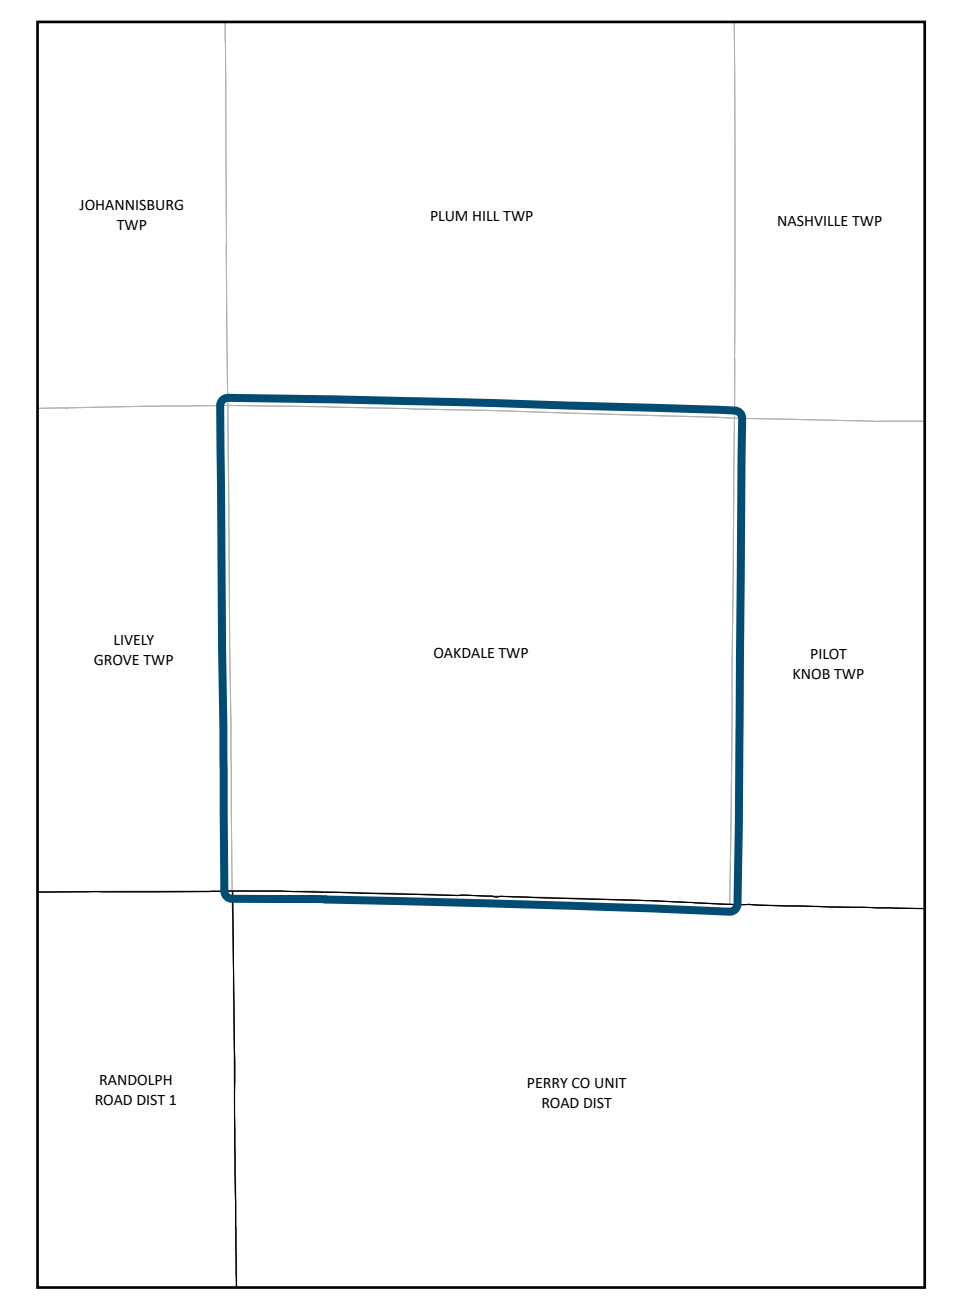 JOHANNISBURG
TWP
PLUM HILL TWP
NASHVILLE TWP
LIVELY
GROVE TWP
OAKDALE TWP
PILOT
KNOB TWP
RANDOLPH
ROAD DIST 1
PERRY CO UNIT
ROAD DIST